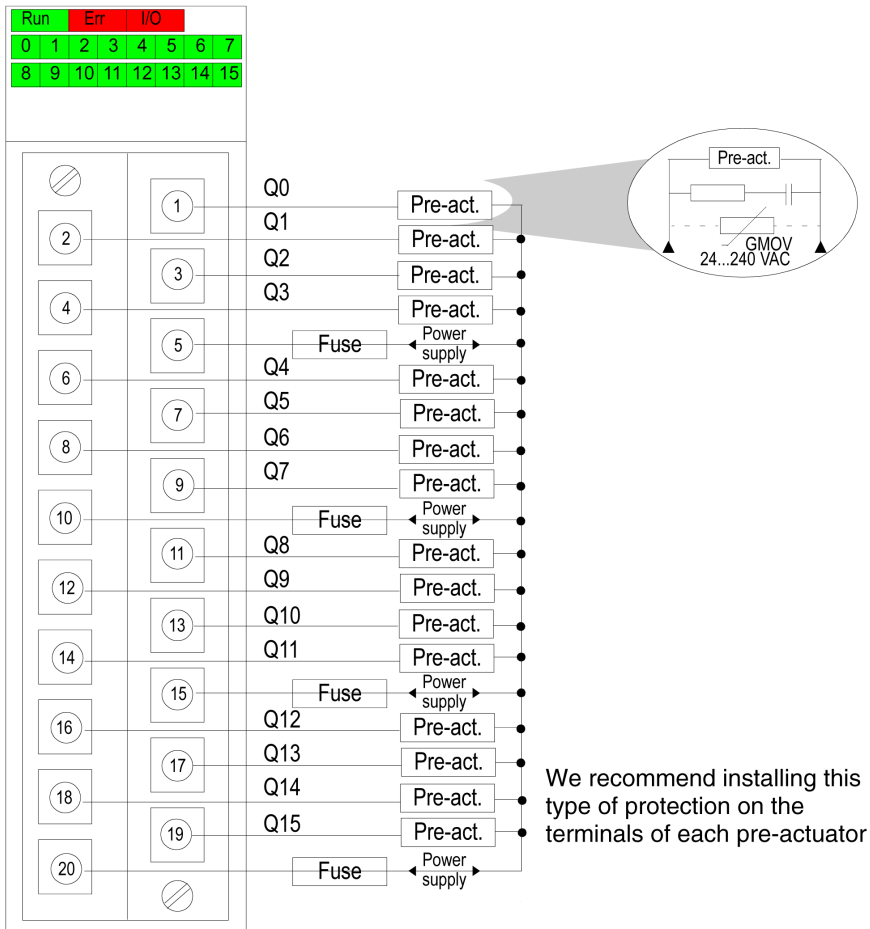 Run Err I/O
0 1 2 3 4 5 6 7
8 9 10 11 12 13 14 15
Pre-act.
GMOV
24...240 VAC
1 Q0 Pre-act.
2 Q1 Pre-act.
3 Q2 Pre-act.
4 Q3 Pre-act.
5 Fuse Power supply
6 Q4 Pre-act.
7 Q5 Pre-act.
8 Q6 Pre-act.
9 Q7 Pre-act.
10 Fuse Power supply
11 Q8 Pre-act.
12 Q9 Pre-act.
13 Q10 Pre-act.
14 Q11 Pre-act.
15 Fuse Power supply
16 Q12 Pre-act.
17 Q13 Pre-act.
18 Q14 Pre-act.
19 Q15 Pre-act.
20 Fuse Power supply
We recommend installing this
type of protection on the
terminals of each pre-actuator